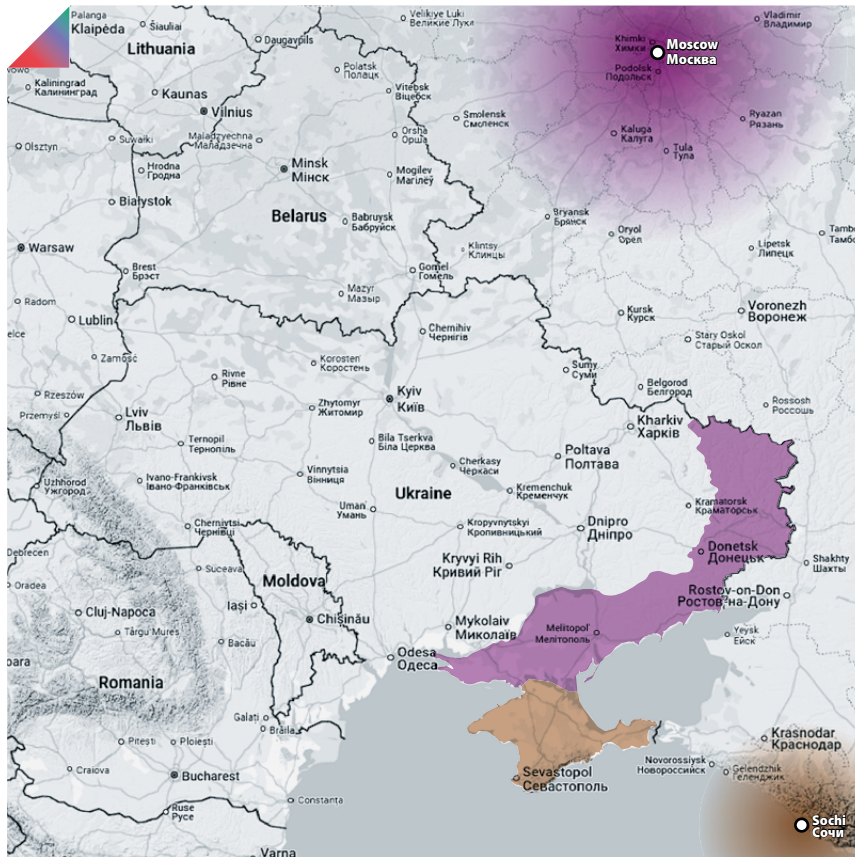 Palanga
Klaipėda
Šiauliai
Lithuania
Daugavpils
Velikiye Luki
Великие Луки
Vladimir
Владимир
Khimki
Химки
Moscow
Москва
Podolsk
Подольск
Polatsk
Полацк
Kaliningrad
Калининград
Kaunas
Vilnius
Vitebsk
Віцебск
Smolensk
Смоленск
Ryazan
Рязань
Kaluga
Калуга
Tula
Тула
Olsztyn
Suwałki
Maladzyechna
Маладзечна
Orsha
Орша
Hrodna
Гродна
Minsk
Мінск
Mogilev
Магілёў
Białystok
Belarus
Babruysk
Бабруйск
Bryansk
Брянск
Oryol
Орёл
Lipetsk
Липецк
Warsaw
Klintsy
Клинцы
Brest
Брэст
Gomel
Гомель
Mazyr
Мазыр
Radom
Lublin
Kursk
Курск
Voronezh
Воронеж
Chernihiv
Чернігів
Stary Oskol
Старый Оскол
Zamość
Korosten
Коростень
Rivne
Рівне
Sumy
Суми
Belgorod
Белгород
Rossosh
Россошь
Rzeszów
Przemyśl
Kyiv
Київ
Zhytomyr
Житомир
Lviv
Львів
Kharkiv
Харків
Ternopil
Тернопіль
Bila Tserkva
Біла Церква
Poltava
Полтава
Cherkasy
Черкаси
Uzhhorod
Ужгород
Ivano-Frankivsk
Івано-Франківськ
Vinnytsia
Вінниця
Ukraine
Kremenchuk
Кременчук
Kramatorsk
Краматорськ
Uman
Умань
Chernivtsi
Чернівці
Kropyvnytskyi
Кропивницький
Dnipro
Дніпро
Donetsk
Донецьк
Debrecen
Oradea
Suceava
Moldova
Kryvyi Rih
Кривий Ріг
Shakhty
Шахты
Rostov-on-Don
Ростов-на-Дону
Cluj-Napoca
Târgu Mureș
Iași
Chișinău
Mykolaiv
Миколаїв
Melitopol'
Мелітополь
Yeysk
Ейск
Bacău
Odesa
Одеса
Romania
Galați
Brăila
Pitești
Ploiești
Craiova
Bucharest
Krasnodar
Краснодар
Novorossiysk
Новороссийск
Gelendzhik
Геленджик
Sevastopol
Севастополь
Constanța
Ruse
Русе
Sochi
Сочи
Varna